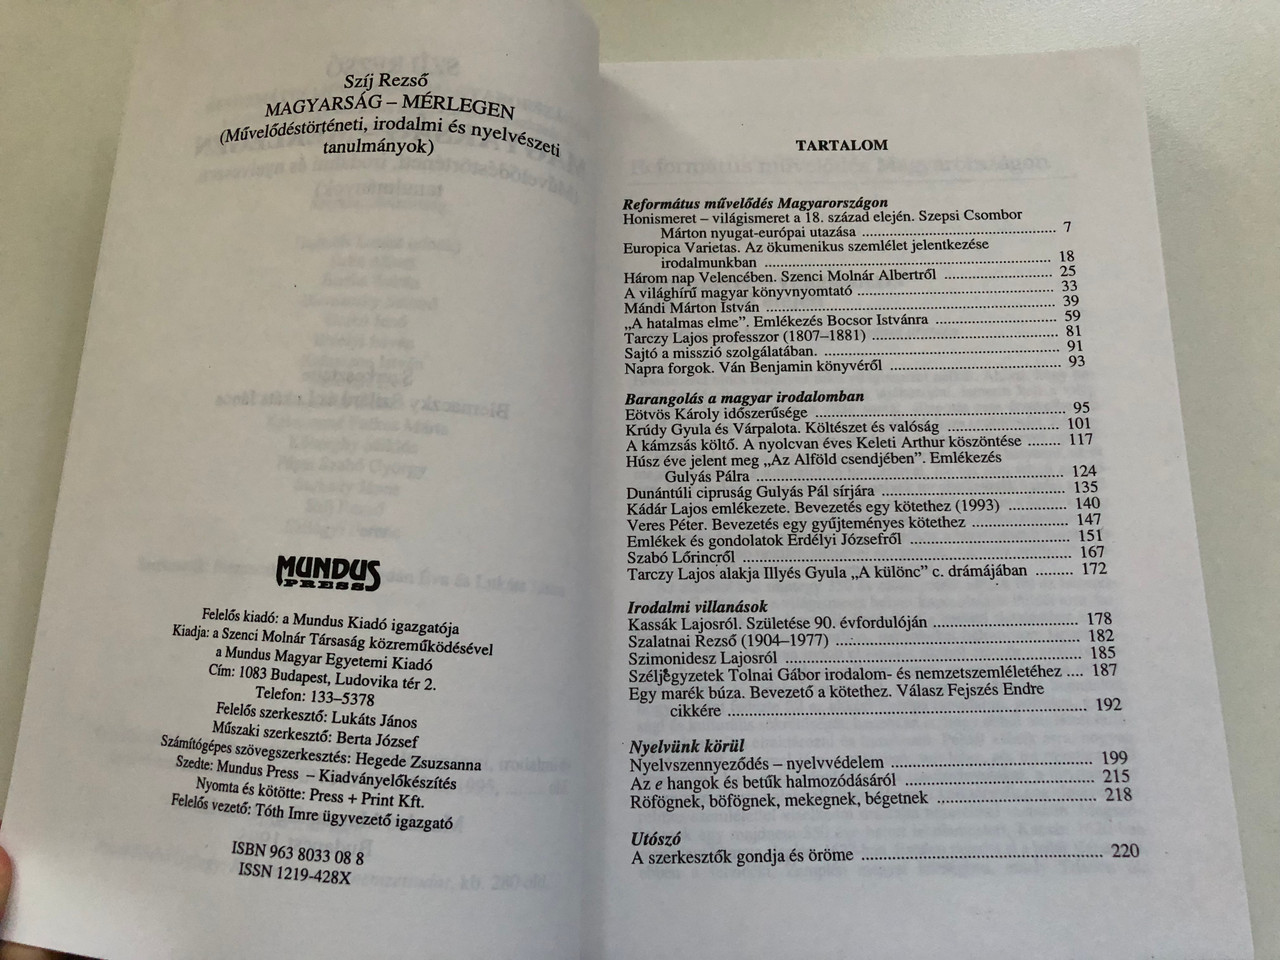 Szíj Rezső
MAGYARSÁG – MÉRLEGEN
(Művelődéstörténeti, irodalmi és nyelvészeti
tanulmányok)
MUNDUS
PRESS
Felelős kiadó: a Mundus Kiadó igazgatója
Kiadja: a Szenci Molnár Társaság közreműködésével
a Mundus Magyar Egyetemi Kiadó
Cím: 1083 Budapest, Ludovika tér 2.
Telefon: 133–5378
Felelős szerkesztő: Lukáts János
Műszaki szerkesztő: Berta József
Számítógépes szövegszerkesztés: Hegede Zsuzsanna
Szedte: Mundus Press – Kiadványelőkészítés
Nyomta és kötötte: Press + Print Kft.
Felelős vezető: Tóth Imre ügyvezető igazgató
ISBN 963 8033 08 8
ISSN 1219-428X
TARTALOM
Református művelődés Magyarországon
Honismeret – világismeret a 18. század elején. Szepsi Csombor
Márton nyugat-európai utazása ........ 7
Europica Varietas. Az ökumenikus szemlélet jelentkezése
irodalmunkban ........ 18
Három nap Velencében. Szenci Molnár Albertről ........ 25
A világhírű magyar könyvnyomtató ........ 33
Mándi Márton István ........ 39
„A hatalmas elme”. Emlékezés Bocsor Istvánra ........ 59
Tarczy Lajos professzor (1807–1881) ........ 81
Sajtó a misszió szolgálatában. ........ 91
Napra forgok. Ván Benjamin könyvéről ........ 93
Barangolás a magyar irodalomban
Eötvös Károly időszerűsége ........ 95
Krúdy Gyula és Várpalota. Költészet és valóság ........ 101
A kámzsás költő. A nyolcvan éves Keleti Arthur köszöntése ........ 117
Húsz éve jelent meg „Az Alföld csendjében”. Emlékezés
Gulyás Pálra ........ 124
Dunántúli cipruság Gulyás Pál sírjára ........ 135
Kádár Lajos emlékezete. Bevezetés egy kötethez (1993) ........ 140
Veres Péter. Bevezetés egy gyűjteményes kötethez ........ 147
Emlékek és gondolatok Erdélyi Józsefről ........ 151
Szabó Lőrincről ........ 167
Tarczy Lajos alakja Illyés Gyula „A különc” c. drámájában ........ 172
Irodalmi villanások
Kassák Lajosról. Születése 90. évfordulóján ........ 178
Szalatnai Rezső (1904–1977) ........ 182
Szimonidesz Lajosról ........ 185
Széljegyzetek Tolnai Gábor irodalom- és nemzetszemléletéhez .... 187
Egy marék búza. Bevezető a kötethez. Válasz Fejszés Endre
cikkére ........ 192
Nyelvünk körül
Nyelvszennyeződés – nyelvvédelem ........ 199
Az e hangok és betűk halmozódásáról ........ 215
Röfögnek, böfögnek, mekegnek, bégetnek ........ 218
Utószó
A szerkesztők gondja és öröme ........ 220